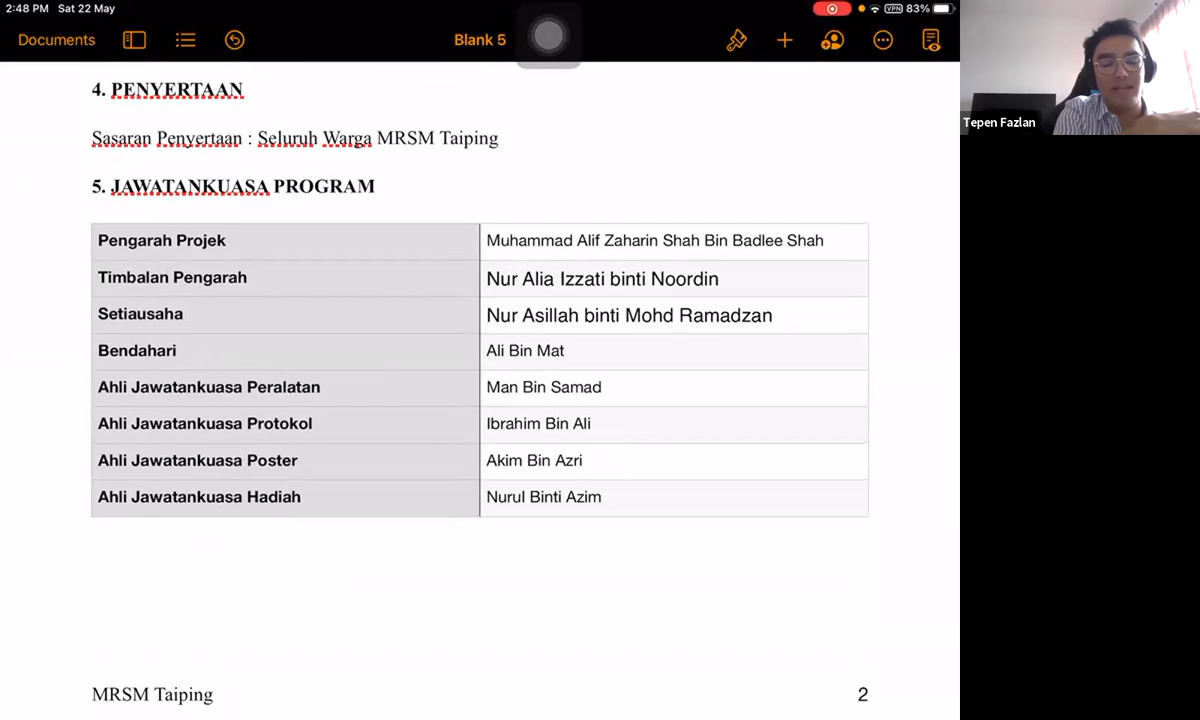 2:48 PM Sat 22 May
VPN 83%
Documents
Blank 5
Tepen Fazlan
4. PENYERTAAN
Sasaran Penyertaan : Seluruh Warga MRSM Taiping
5. JAWATANKUASA PROGRAM
Pengarah Projek Muhammad Alif Zaharin Shah Bin Badlee Shah
Timbalan Pengarah Nur Alia Izzati binti Noordin
Setiausaha Nur Asillah binti Mohd Ramadzan
Bendahari Ali Bin Mat
Ahli Jawatankuasa Peralatan Man Bin Samad
Ahli Jawatankuasa Protokol Ibrahim Bin Ali
Ahli Jawatankuasa Poster Akim Bin Azri
Ahli Jawatankuasa Hadiah Nurul Binti Azim
MRSM Taiping 2